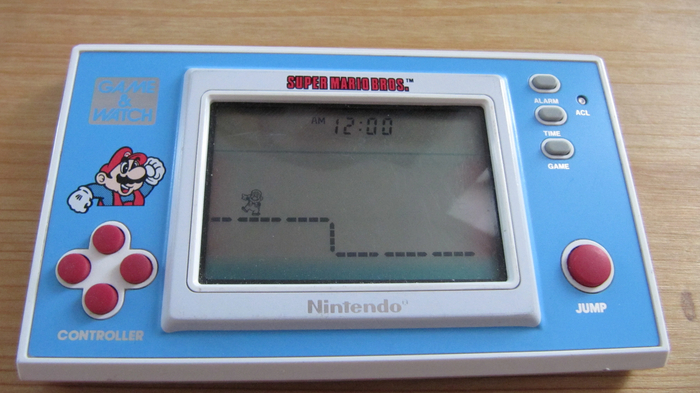 GAME
&
WATCH
SUPER MARIO BROS.™
AM 12:00
ALARM
ACL
TIME
GAME
Nintendo
CONTROLLER
JUMP